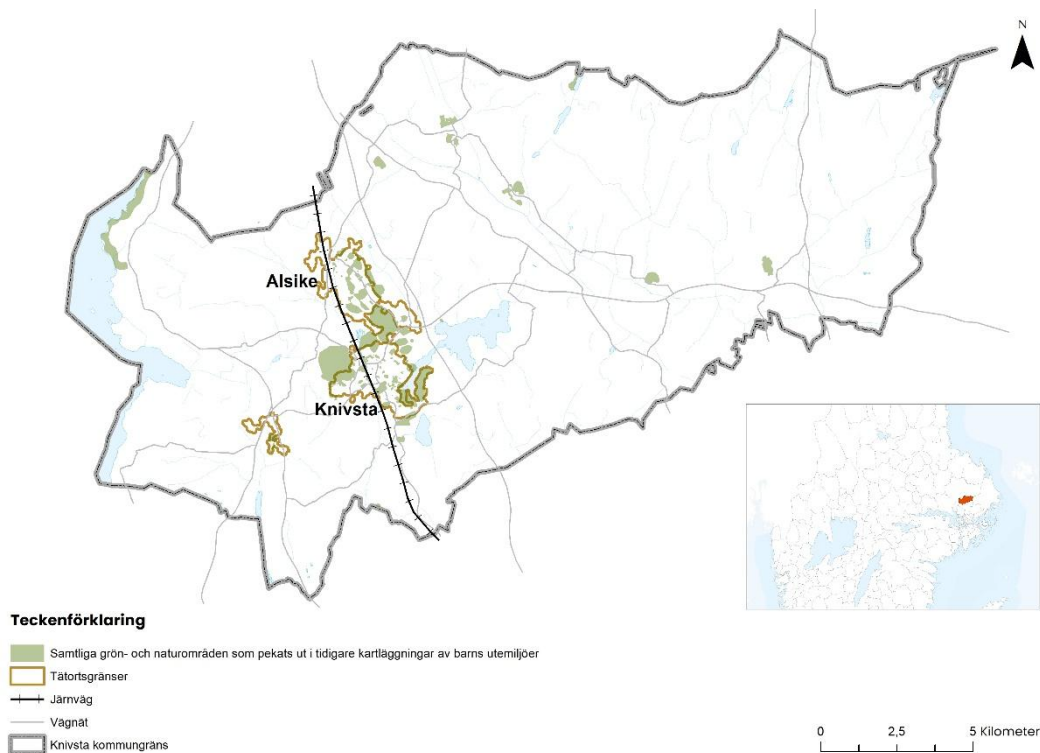 N
Alsike
Knivsta
Teckenförklaring
Samtliga grön- och naturområden som pekats ut i tidigare kartläggningar av barns utemiljöer
Tätortsgränser
Järnväg
Vägnät
Knivsta kommungräns
0 2,5 5 Kilometer